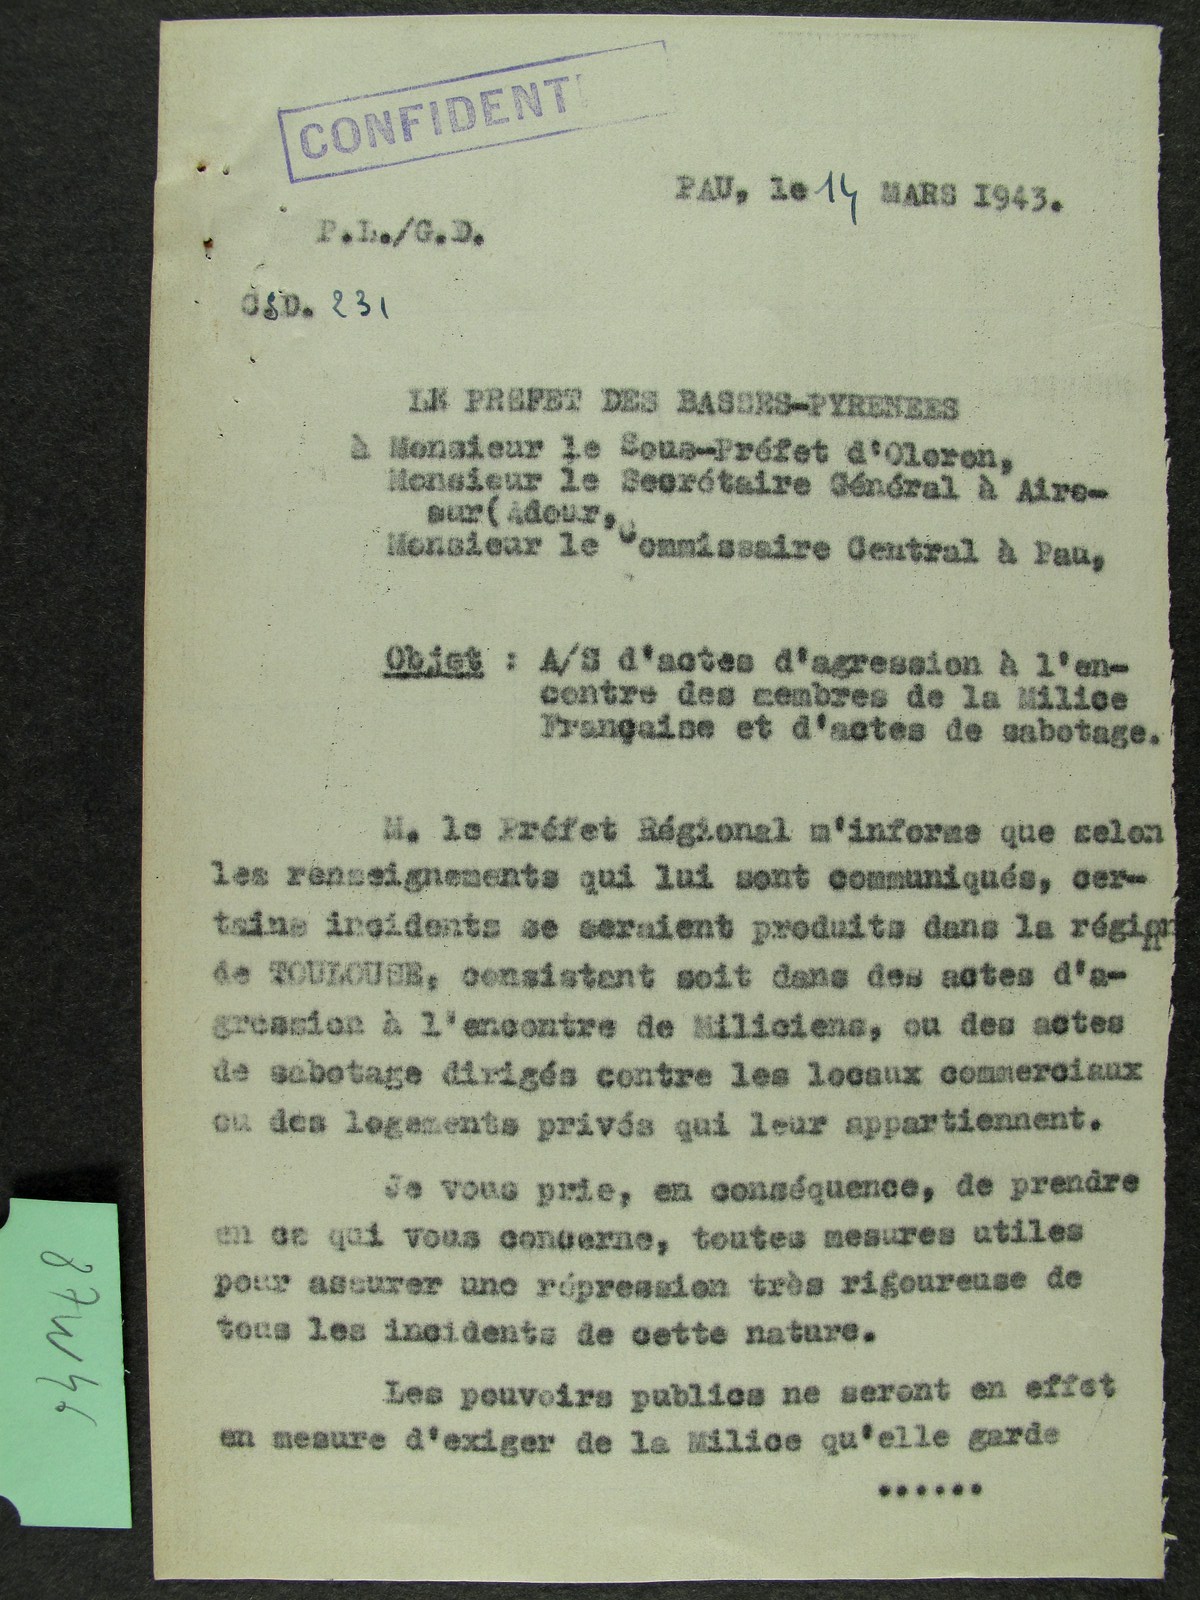 CONFIDENTI
PAU, le 14 MARS 1943.
P.L./G.D.
CSD. 231
LE PREFET DES BASSES-PYRENEES
à Monsieur le Sous-Préfet d'Oloron,
Monsieur le Secrétaire Général à Aire-
sur(Adour,
Monsieur le Commissaire Central à Pau,
Objet : A/S d'actes d'agression à l'en-
contre des membres de la Milice
Française et d'actes de sabotage.
M. le Préfet Régional m'informe que selon
les renseignements qui lui sont communiqués, cer-
tains incidents se seraient produits dans la région
de TOULOUSE, consistant soit dans des actes d'a-
gression à l'encontre de Miliciens, ou des actes
de sabotage dirigés contre les locaux commerciaux
ou des logements privés qui leur appartiennent.
Je vous prie, en conséquence, de prendre
en ce qui vous concerne, toutes mesures utiles
pour assurer une répression très rigoureuse de
tous les incidents de cette nature.
Les pouvoirs publics ne seront en effet
en mesure d'exiger de la Milice qu'elle garde
......